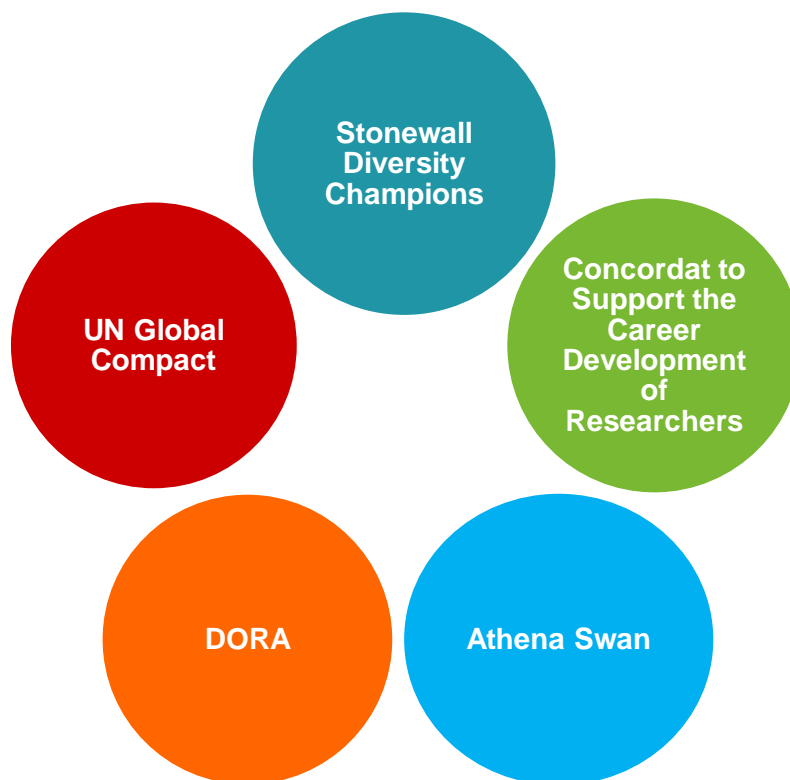 Stonewall
Diversity
Champions
Concordat to
Support the
Career
Development
of
Researchers
UN Global
Compact
DORA
Athena Swan